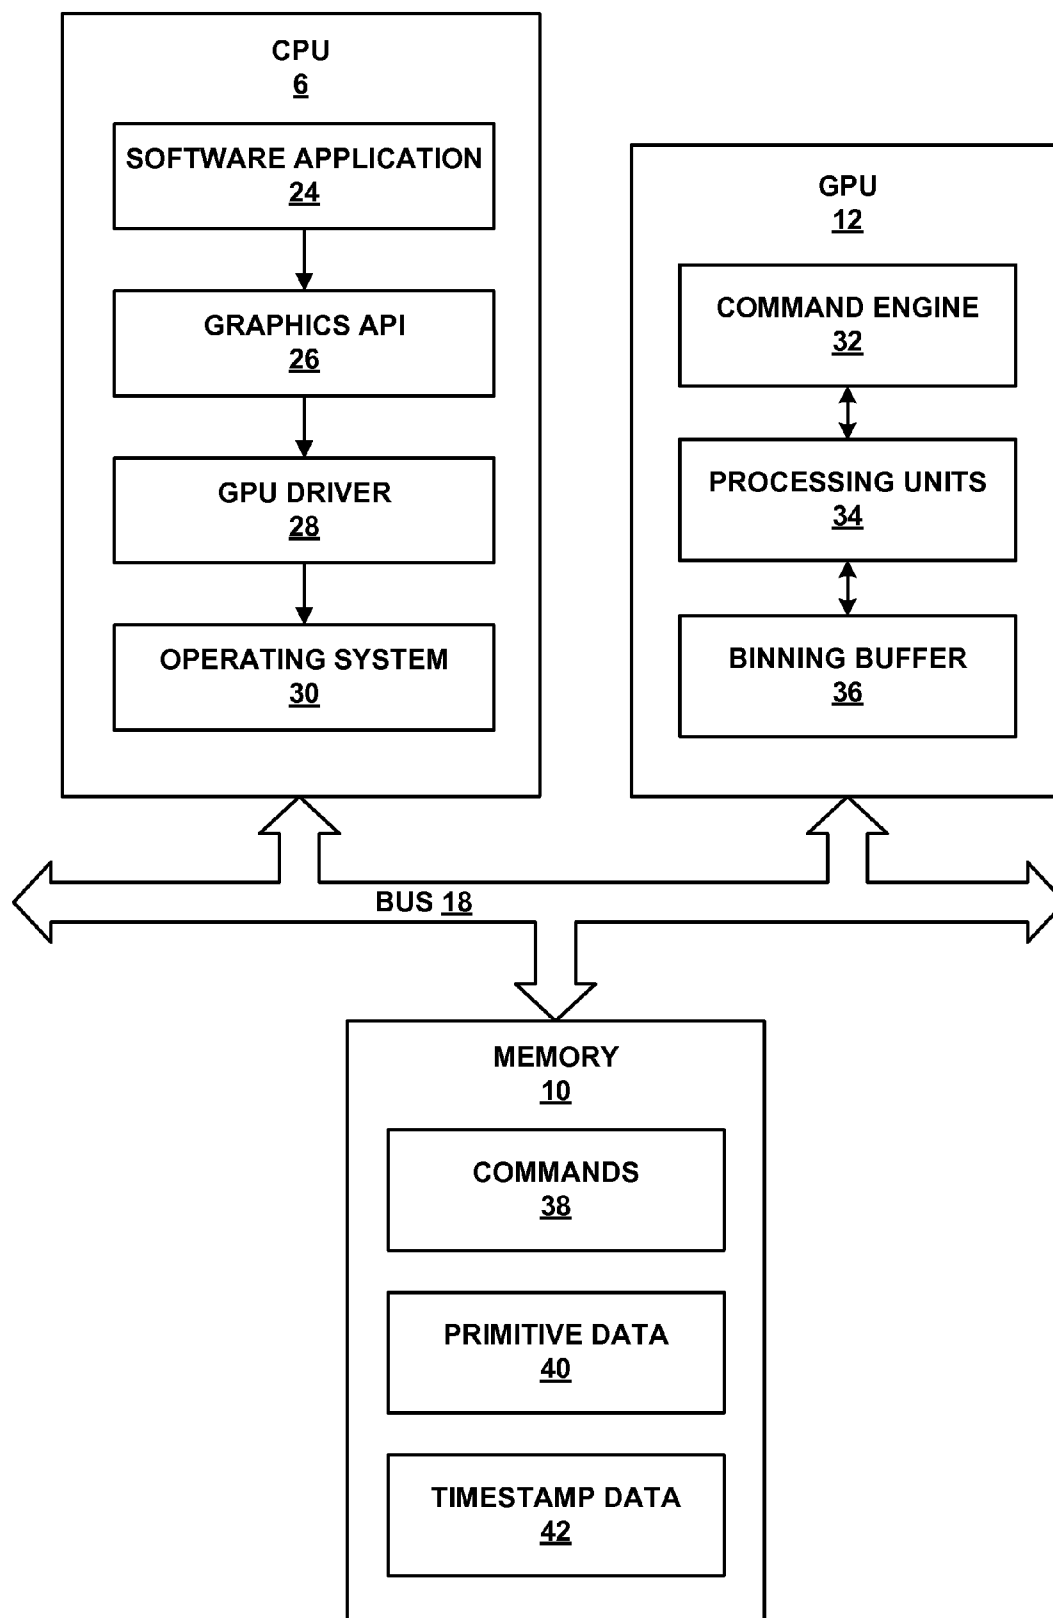 CPU
6
SOFTWARE APPLICATION
24
GRAPHICS API
26
GPU DRIVER
28
OPERATING SYSTEM
30
GPU
12
COMMAND ENGINE
32
PROCESSING UNITS
34
BINNING BUFFER
36
BUS 18
MEMORY
10
COMMANDS
38
PRIMITIVE DATA
40
TIMESTAMP DATA
42